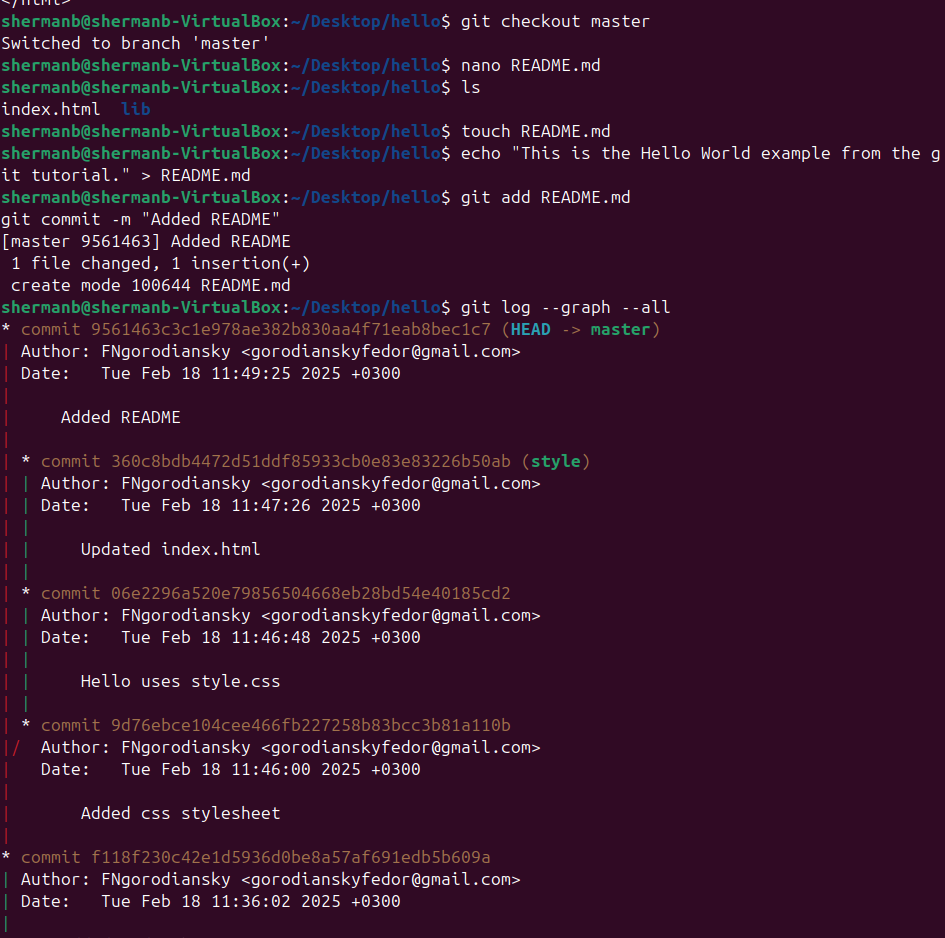 </html>
shermanb@shermanb-VirtualBox:~/Desktop/hello$ git checkout master
Switched to branch 'master'
shermanb@shermanb-VirtualBox:~/Desktop/hello$ nano README.md
shermanb@shermanb-VirtualBox:~/Desktop/hello$ ls
index.html  lib
shermanb@shermanb-VirtualBox:~/Desktop/hello$ touch README.md
shermanb@shermanb-VirtualBox:~/Desktop/hello$ echo "This is the Hello World example from the g
it tutorial." > README.md
shermanb@shermanb-VirtualBox:~/Desktop/hello$ git add README.md
git commit -m "Added README"
[master 9561463] Added README
 1 file changed, 1 insertion(+)
 create mode 100644 README.md
shermanb@shermanb-VirtualBox:~/Desktop/hello$ git log --graph --all
* commit 9561463c3c1e978ae382b830aa4f71eab8bec1c7 (HEAD -> master)
| Author: FNgorodiansky <gorodianskyfedor@gmail.com>
| Date:   Tue Feb 18 11:49:25 2025 +0300
|
|     Added README
|
| * commit 360c8bdb4472d51ddf85933cb0e83e83226b50ab (style)
| | Author: FNgorodiansky <gorodianskyfedor@gmail.com>
| | Date:   Tue Feb 18 11:47:26 2025 +0300
| |
| |     Updated index.html
| |
| * commit 06e2296a520e79856504668eb28bd54e40185cd2
| | Author: FNgorodiansky <gorodianskyfedor@gmail.com>
| | Date:   Tue Feb 18 11:46:48 2025 +0300
| |
| |     Hello uses style.css
| |
| * commit 9d76ebce104cee466fb227258b83bcc3b81a110b
|/  Author: FNgorodiansky <gorodianskyfedor@gmail.com>
|   Date:   Tue Feb 18 11:46:00 2025 +0300
|
|       Added css stylesheet
|
* commit f118f230c42e1d5936d0be8a57af691edb5b609a
| Author: FNgorodiansky <gorodianskyfedor@gmail.com>
| Date:   Tue Feb 18 11:36:02 2025 +0300
|